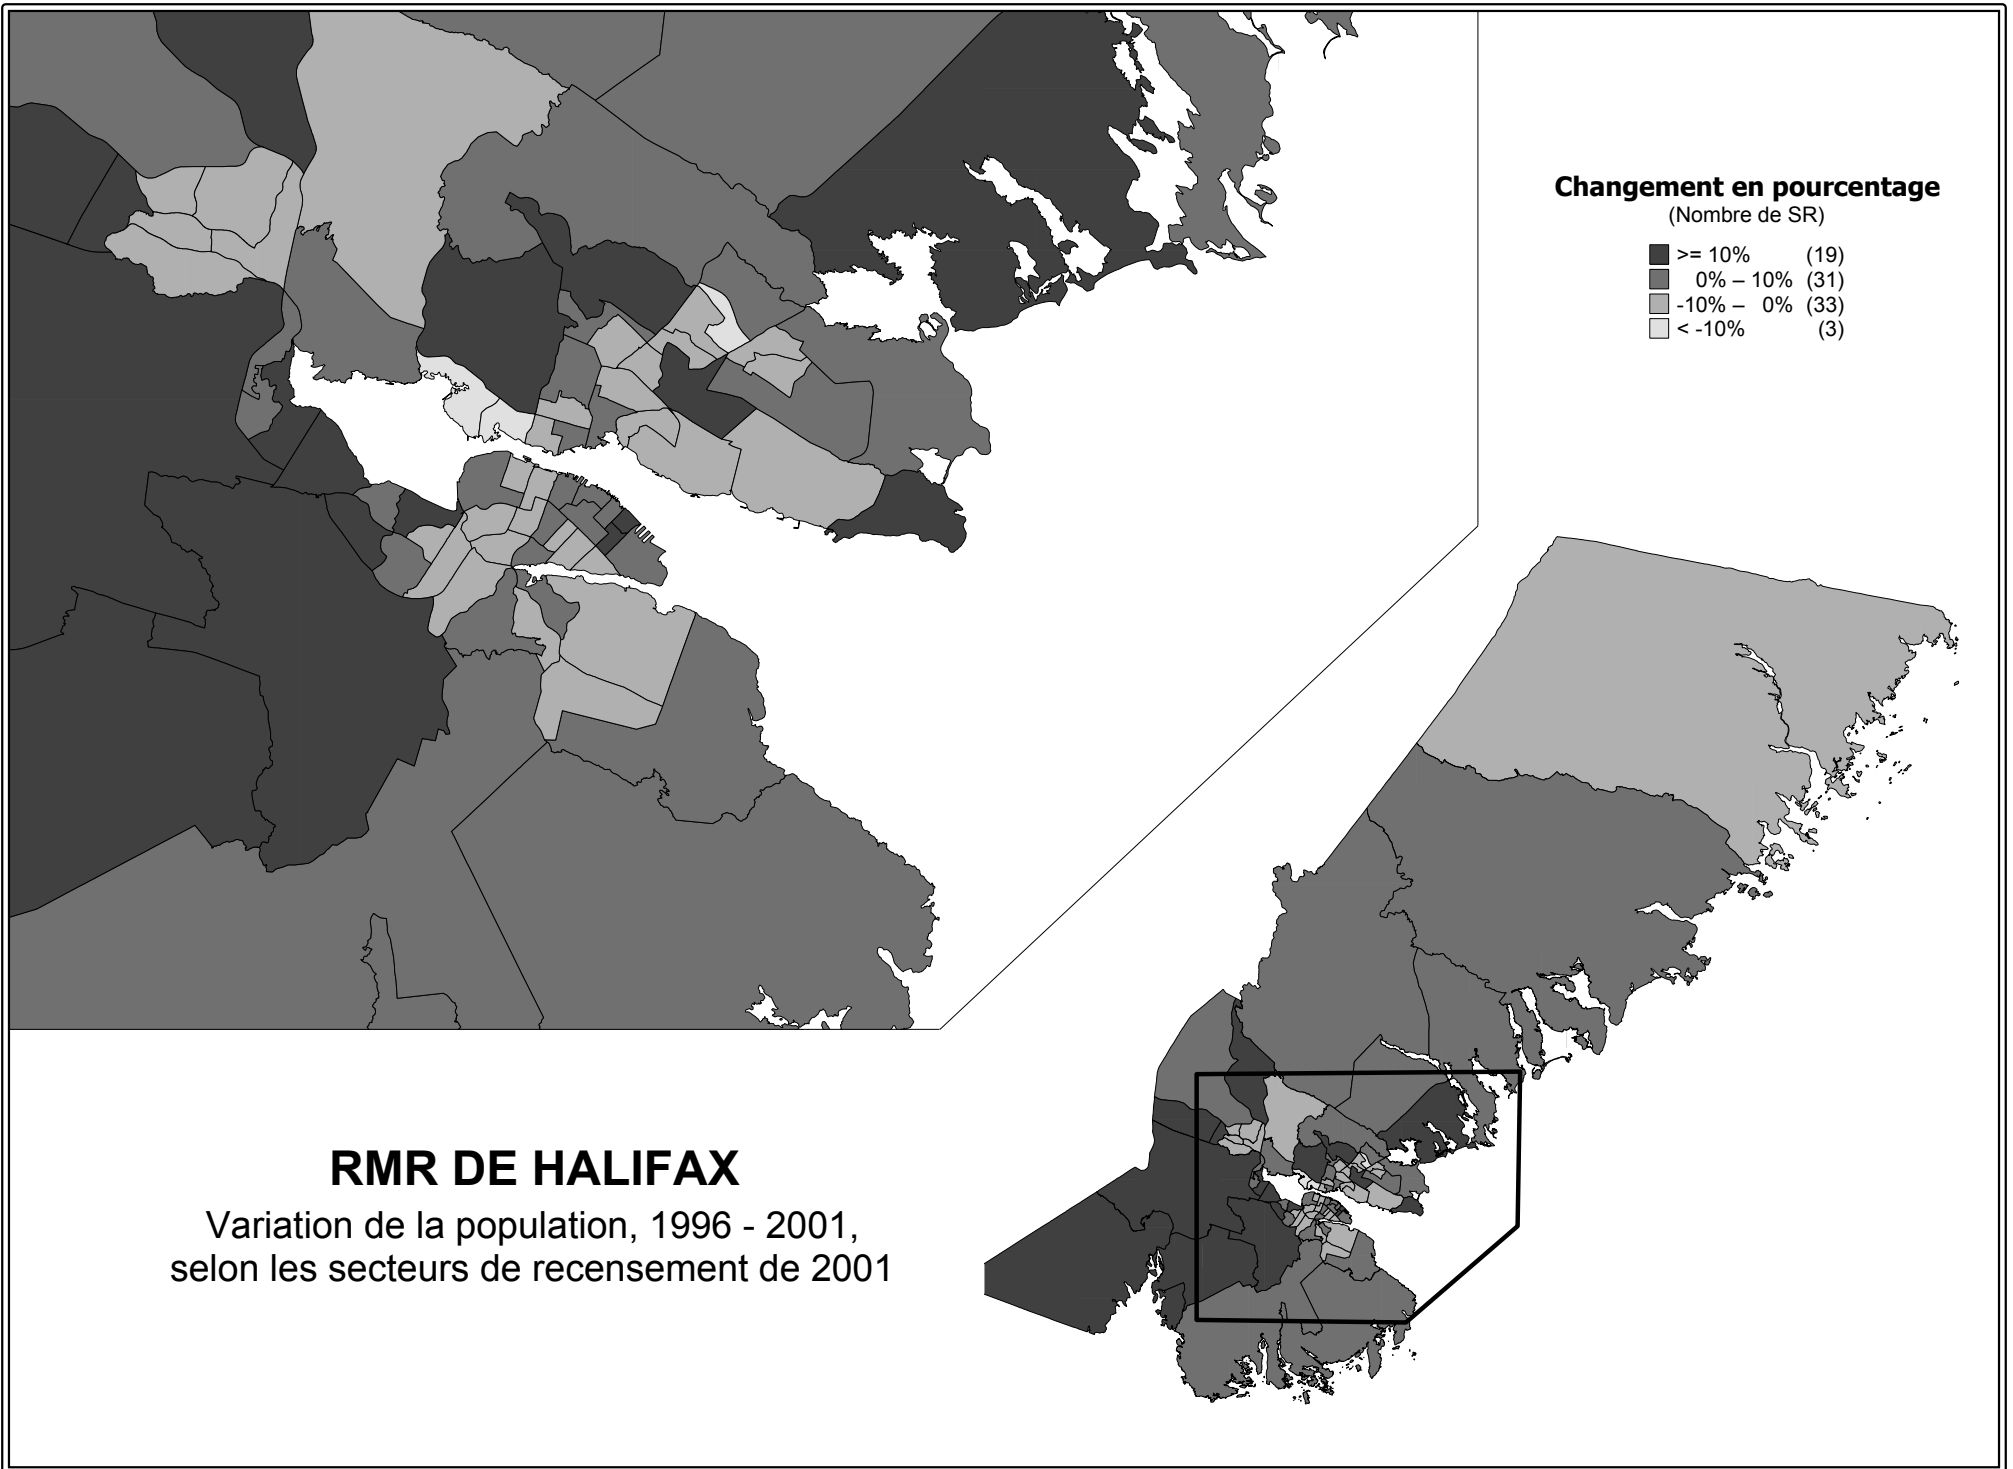 Changement en pourcentage
(Nombre de SR)
>= 10% (19)
0% – 10% (31)
-10% – 0% (33)
< -10% (3)
RMR DE HALIFAX
Variation de la population, 1996 - 2001,
selon les secteurs de recensement de 2001